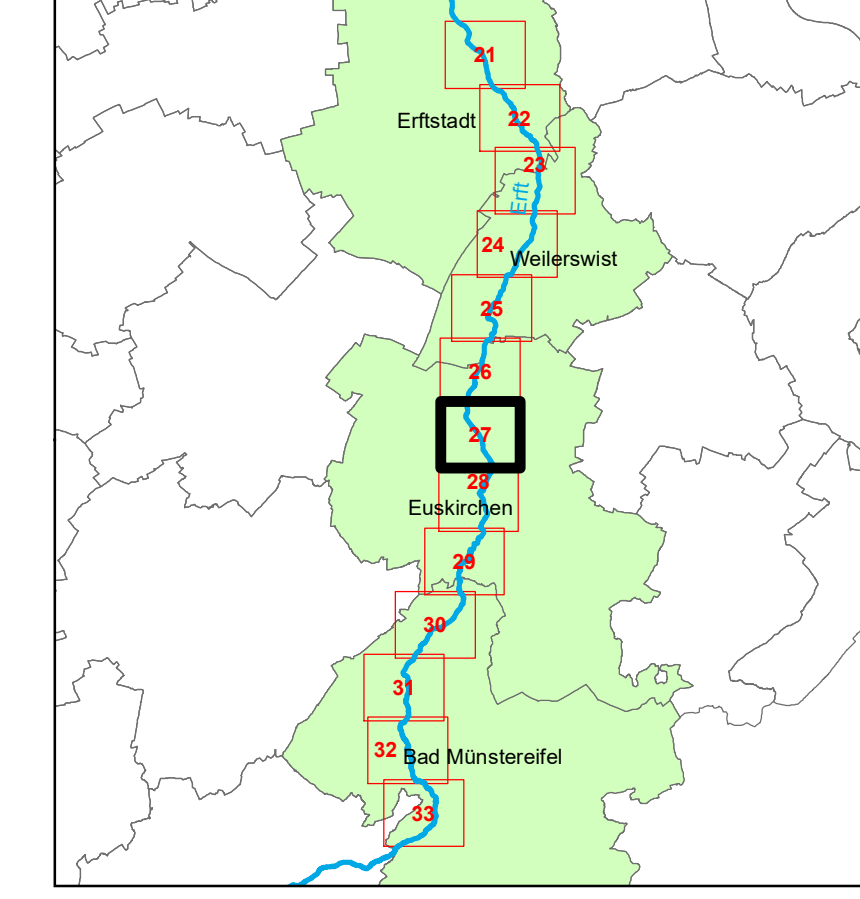 21
Erftstadt
22
23
Erft
24
Weilerswist
25
26
27
28
Euskirchen
29
30
31
32
Bad Münstereifel
33